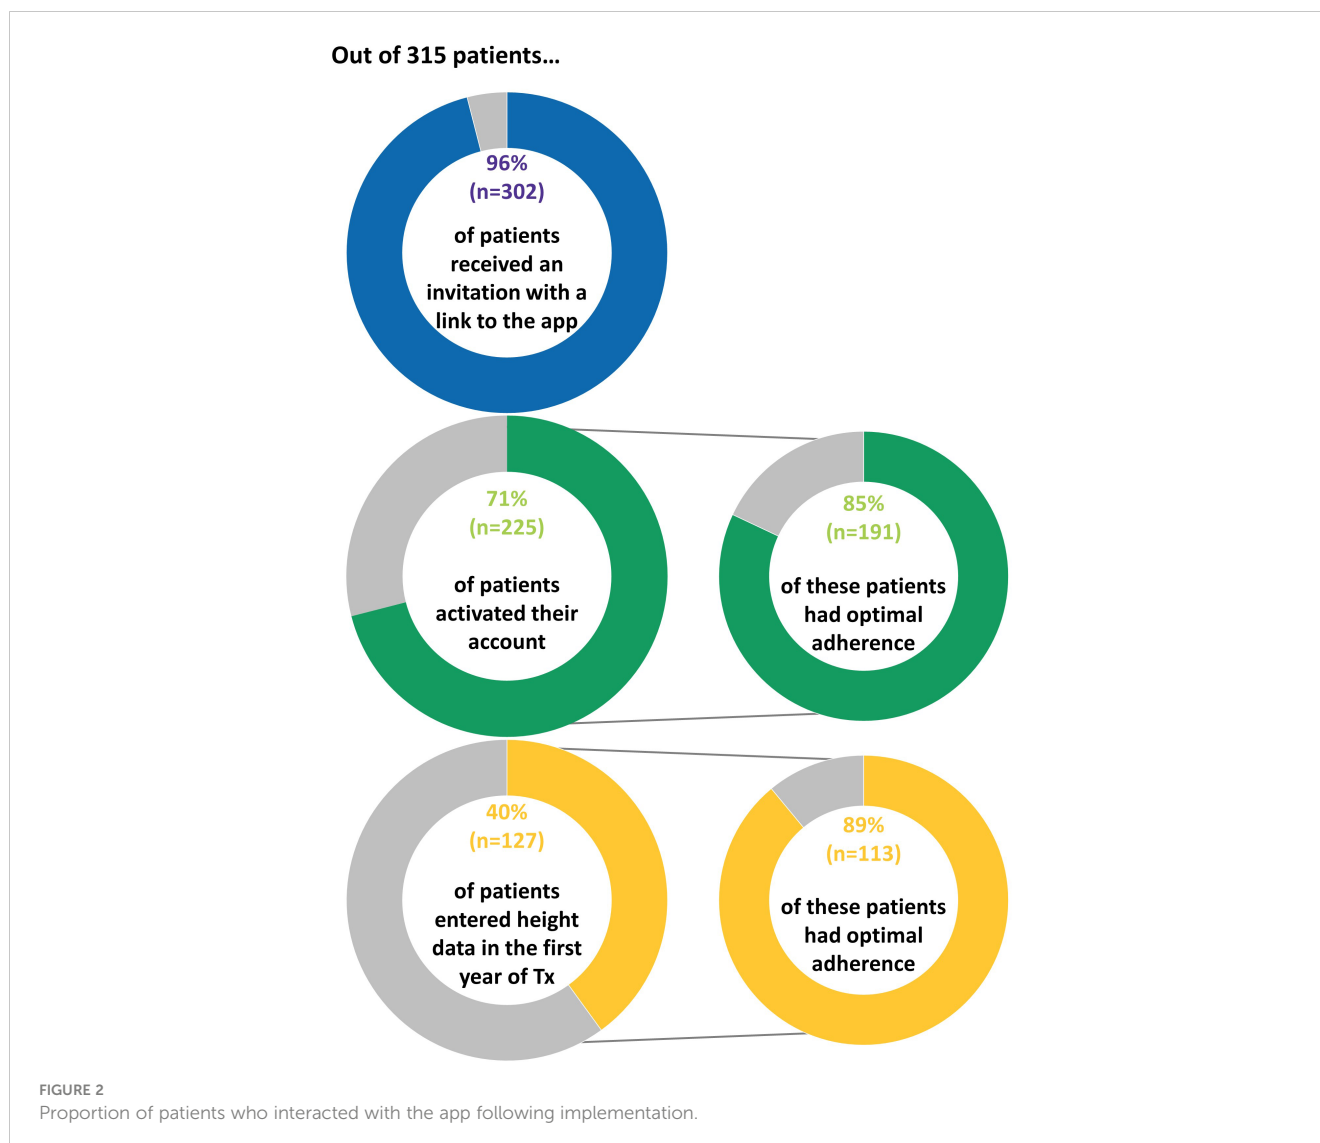 Out of 315 patients...
96%
(n=302)
of patients
received an
invitation with a
link to the app
71%
(n=225)
of patients
activated their
account
85%
(n=191)
of these patients
had optimal
adherence
40%
(n=127)
of patients
entered height
data in the first
year of Tx
89%
(n=113)
of these patients
had optimal
adherence
FIGURE 2
Proportion of patients who interacted with the app following implementation.